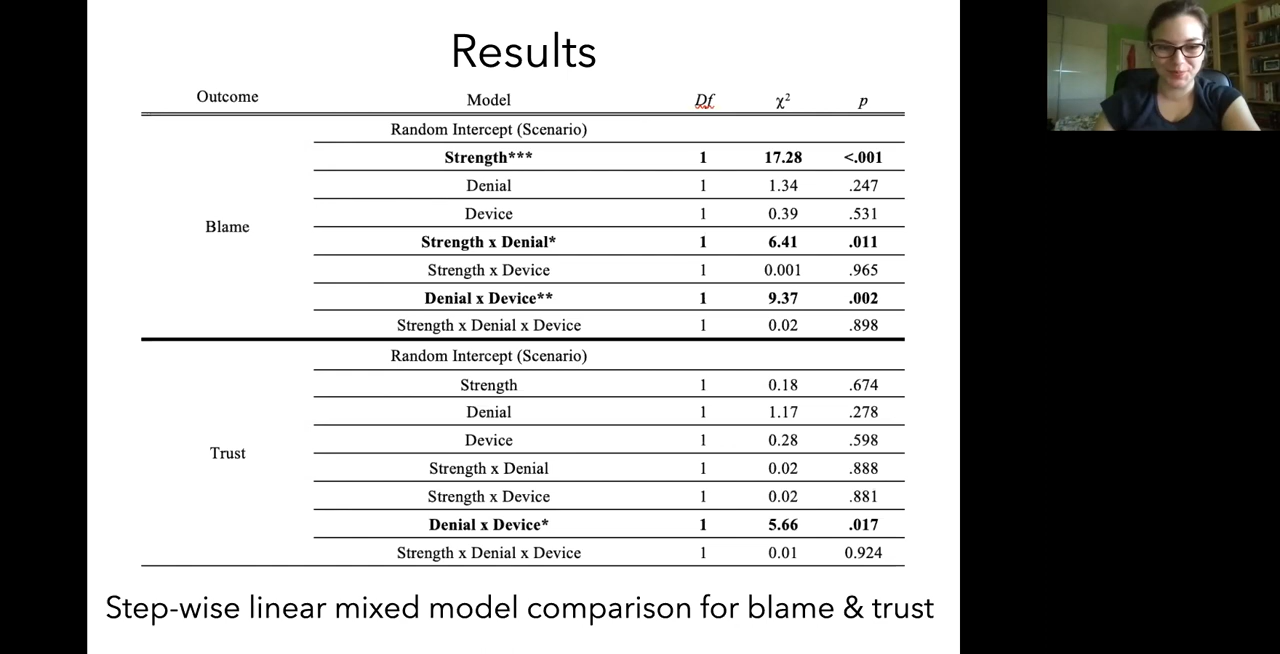 Results
Outcome Model Df χ² p
Random Intercept (Scenario)
Strength*** 1 17.28 <.001
Denial 1 1.34 .247
Device 1 0.39 .531
Blame
Strength x Denial* 1 6.41 .011
Strength x Device 1 0.001 .965
Denial x Device** 1 9.37 .002
Strength x Denial x Device 1 0.02 .898
Random Intercept (Scenario)
Strength 1 0.18 .674
Denial 1 1.17 .278
Device 1 0.28 .598
Trust
Strength x Denial 1 0.02 .888
Strength x Device 1 0.02 .881
Denial x Device* 1 5.66 .017
Strength x Denial x Device 1 0.01 0.924
Step-wise linear mixed model comparison for blame & trust